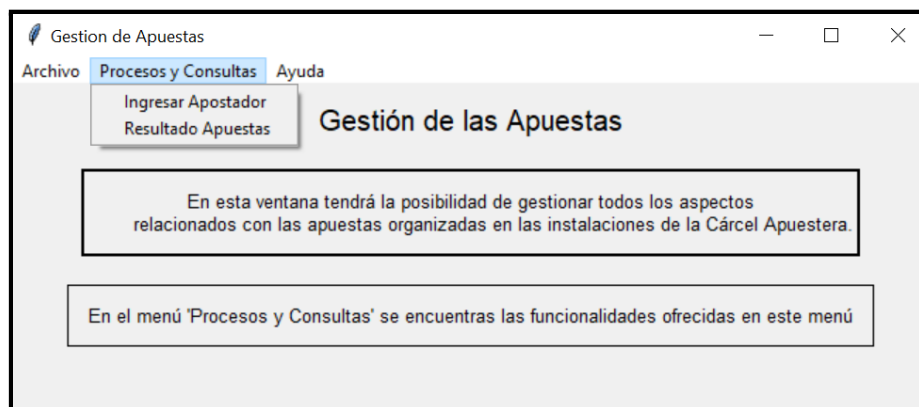 Gestion de Apuestas
Archivo Procesos y Consultas Ayuda
Ingresar Apostador
Resultado Apuestas
Gestión de las Apuestas
En esta ventana tendrá la posibilidad de gestionar todos los aspectos
relacionados con las apuestas organizadas en las instalaciones de la Cárcel Apuestera.
En el menú 'Procesos y Consultas' se encuentras las funcionalidades ofrecidas en este menú